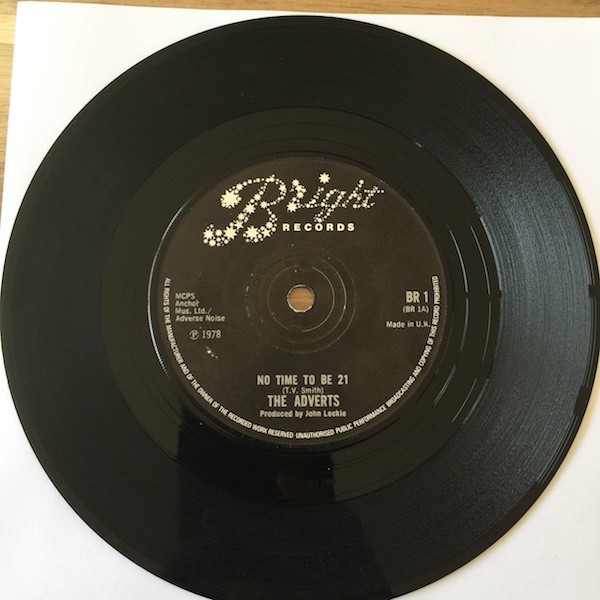 Bright
RECORDS
MCPS
Anchor
Mus. Ltd./
Adverse Noise
℗ 1978
BR 1
(BR 1A)
Made in U.K.
NO TIME TO BE 21
(T.V. Smith)
THE ADVERTS
Produced by John Leckie
ALL RIGHTS OF THE MANUFACTURER AND OF THE OWNER OF THE RECORDED WORK RESERVED UNAUTHORISED PUBLIC PERFORMANCE BROADCASTING AND COPYING OF THIS RECORD PROHIBITED